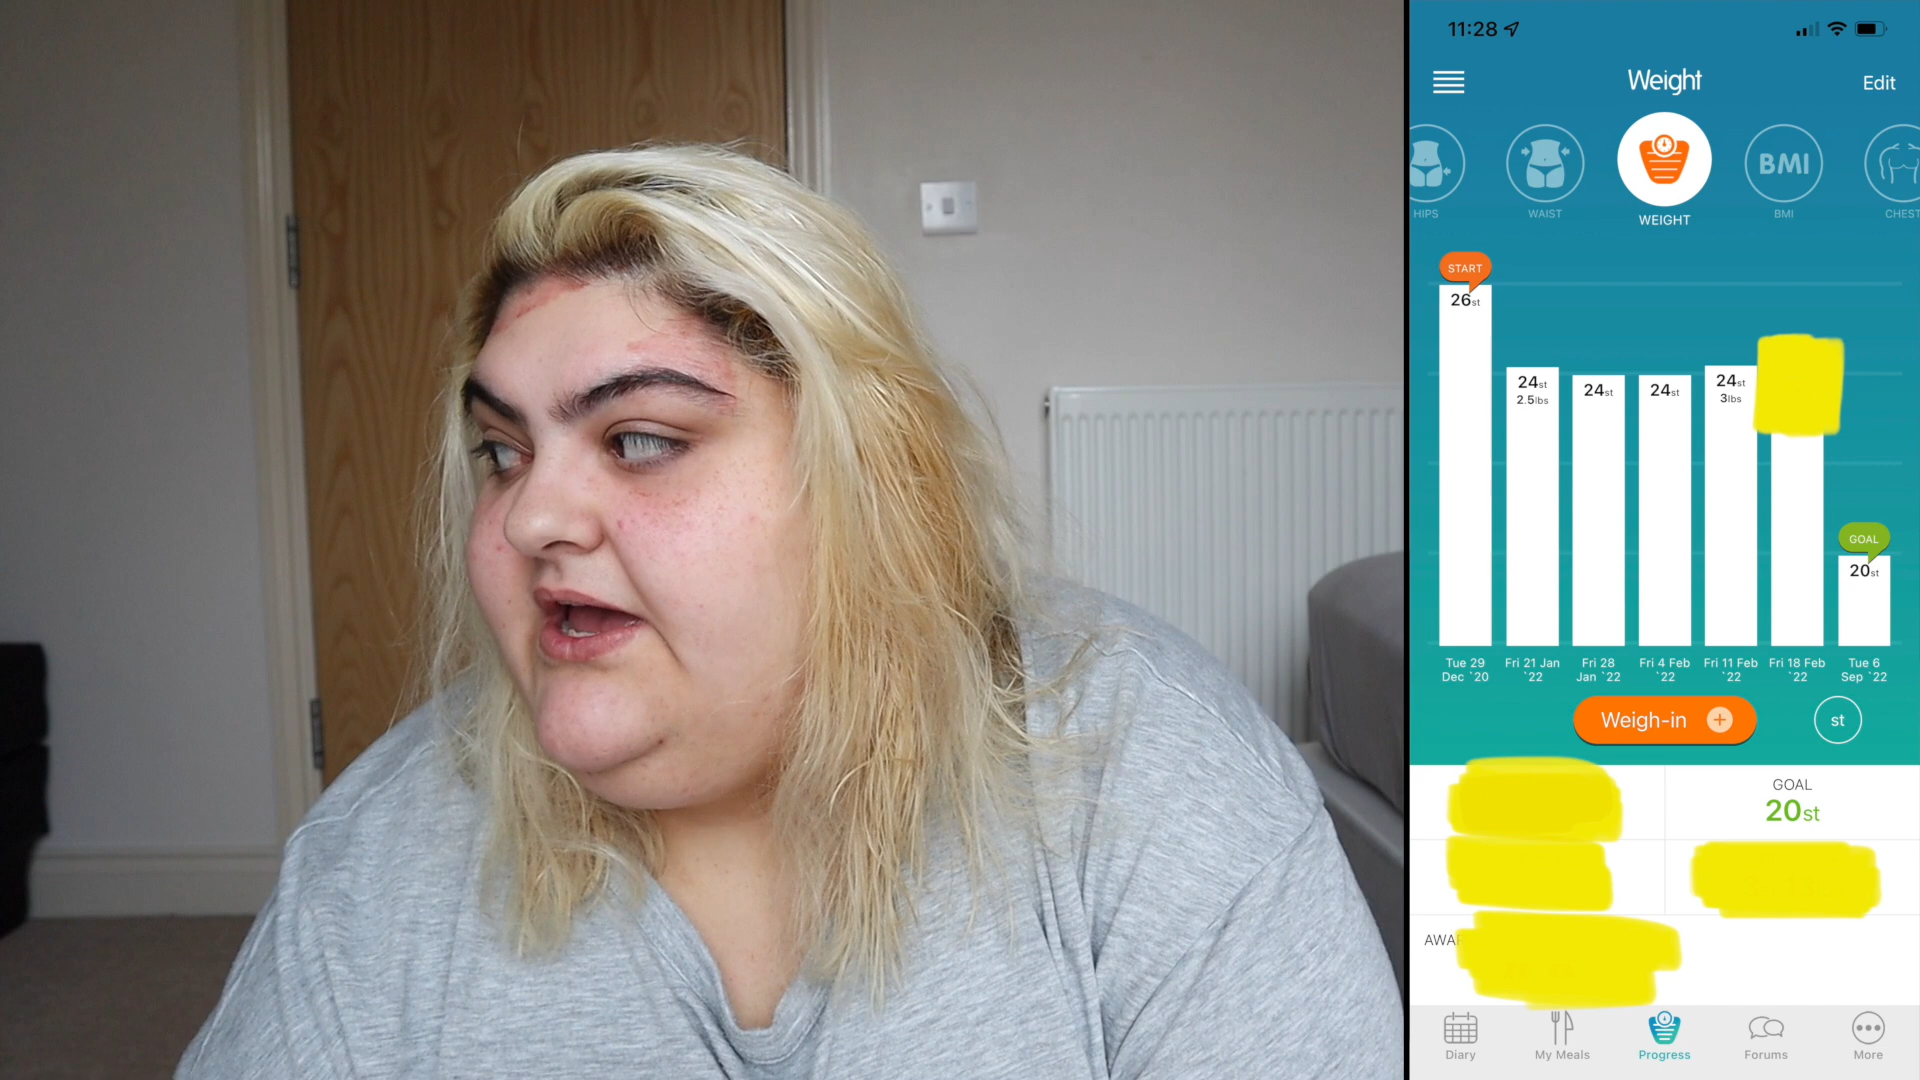 11:28
Weight
Edit
BMI
HIPS
WAIST
WEIGHT
BMI
CHEST
START
26st
24st
2.5lbs
24st
24st
24st
3lbs
GOAL
20st
Tue 29
Dec `20
Fri 21 Jan
`22
Fri 28
Jan `22
Fri 4 Feb
`22
Fri 11 Feb
`22
Fri 18 Feb
`22
Tue 6
Sep `22
Weigh-in
st
GOAL
20st
Diary
My Meals
Progress
Forums
More